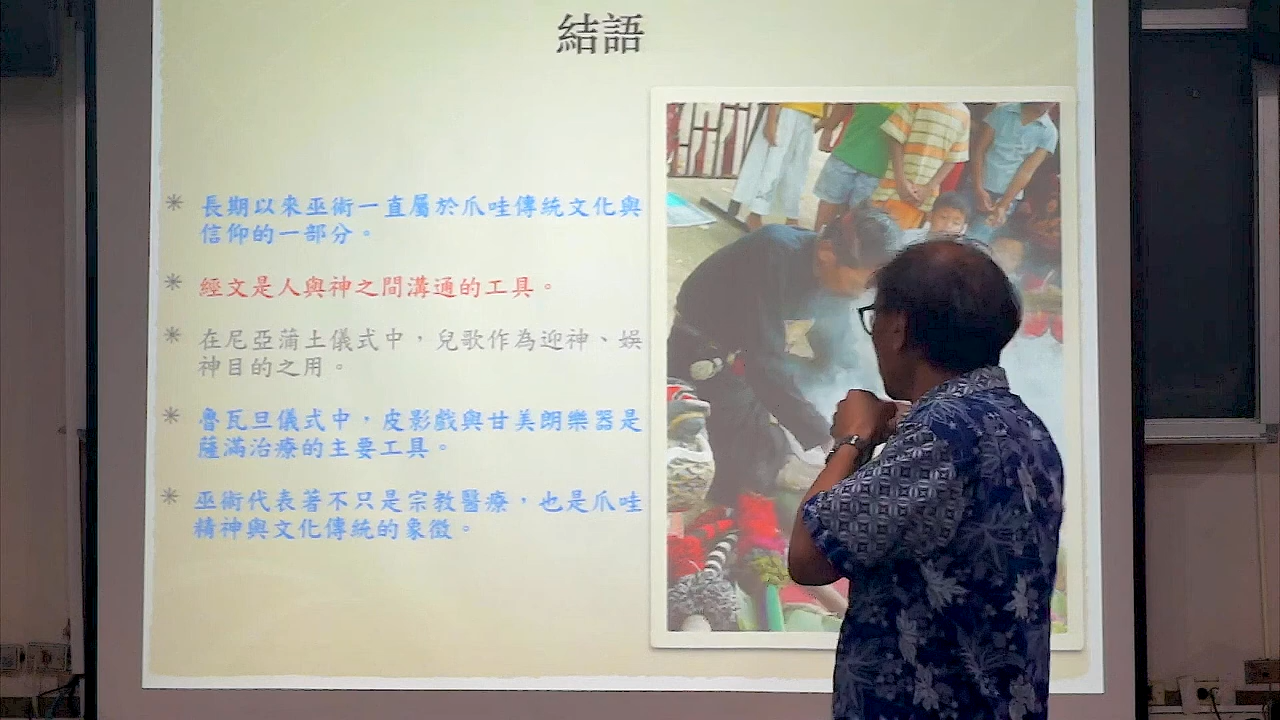 結語
長期以來巫術一直屬於爪哇傳統文化與
信仰的一部分。
經文是人與神之間溝通的工具。
在尼亞蒲土儀式中，兒歌作為迎神、娛
神目的之用。
魯瓦旦儀式中，皮影戲與甘美朗樂器是
薩滿治療的主要工具。
巫術代表著不只是宗教醫療，也是爪哇
精神與文化傳統的象徵。